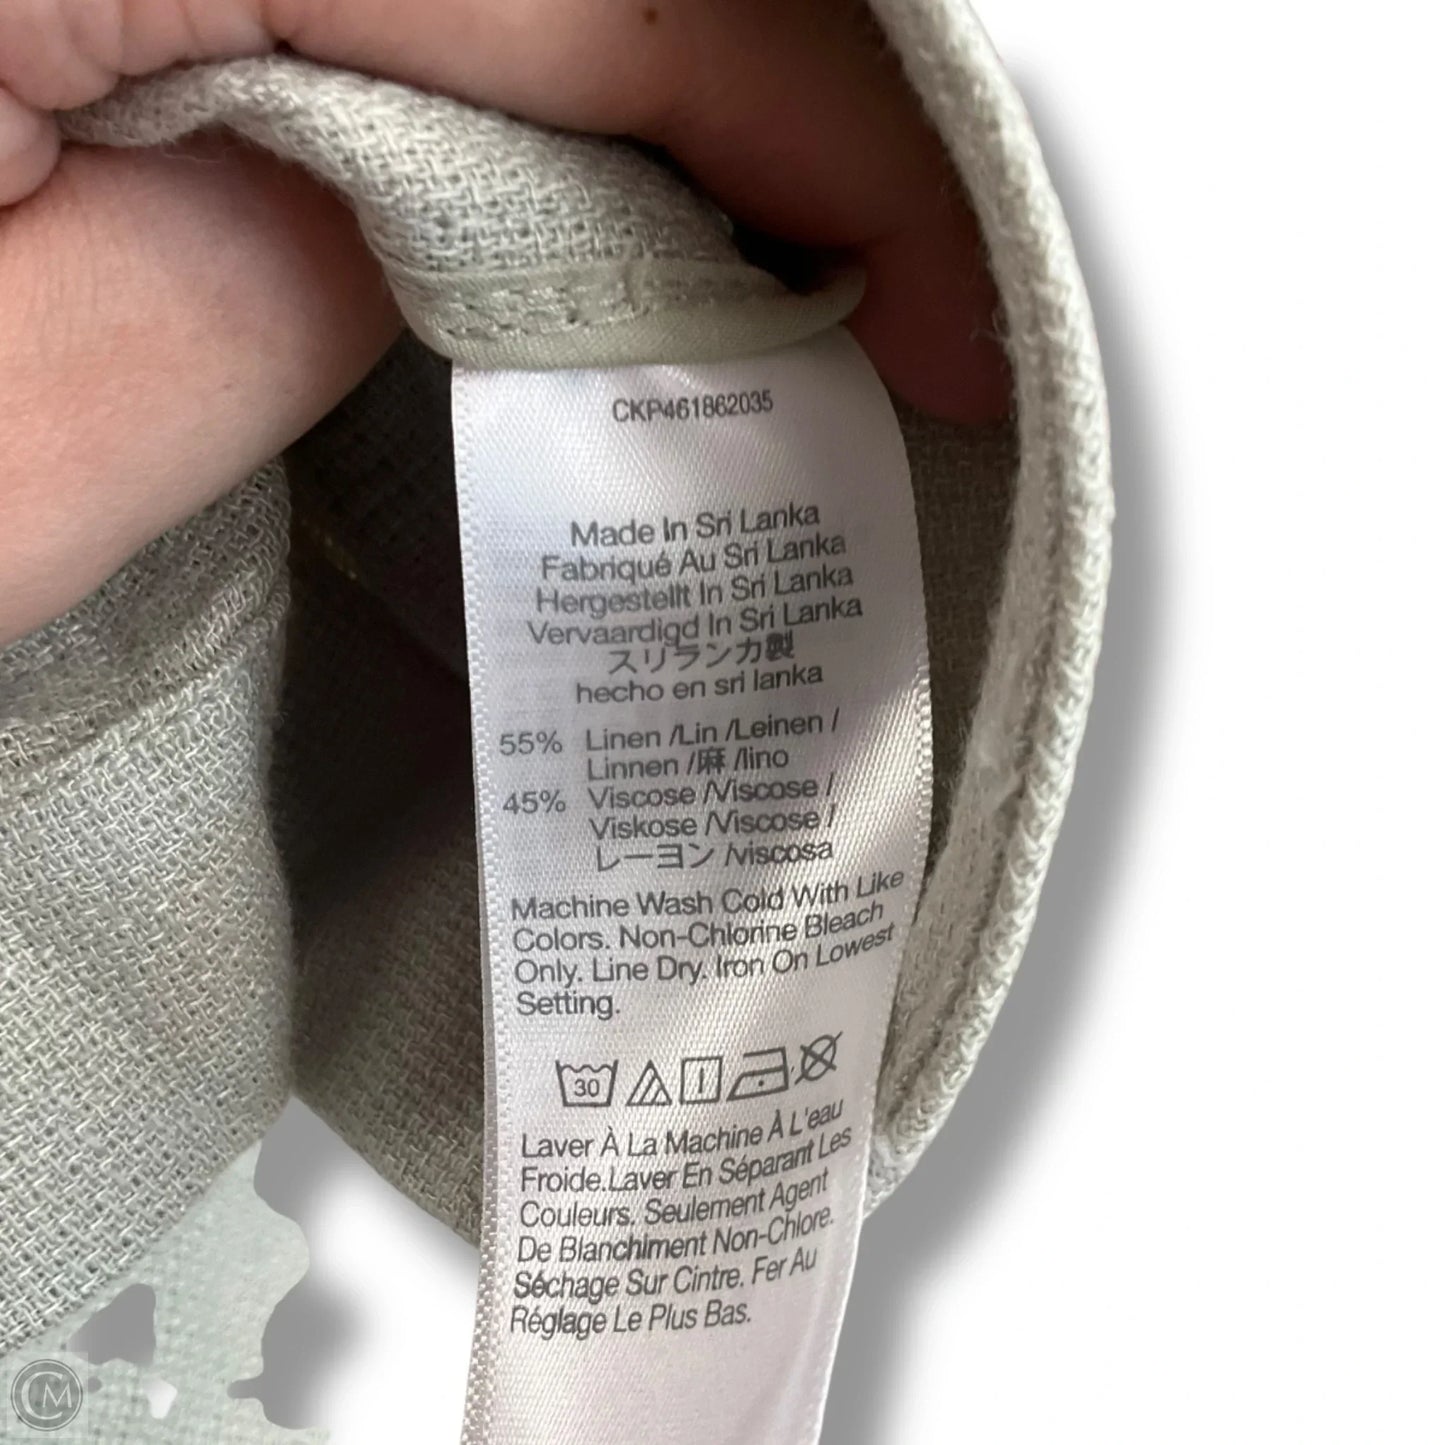 CKP461862035
Made In Sri Lanka
Fabriqué Au Sri Lanka
Hergestellt In Sri Lanka
Vervaardigd In Sri Lanka
スリランカ製
hecho en sri lanka
55% Linen /Lin /Leinen /
Linnen /麻 /lino
45% Viscose /Viscose /
Viskose /Viscose /
レーヨン /viscosa
Machine Wash Cold With Like
Colors. Non-Chlorine Bleach
Only. Line Dry. Iron On Lowest
Setting.
30
Laver À La Machine À L'eau
Froide.Laver En Séparant Les
Couleurs. Seulement Agent
De Blanchiment Non-Chlore.
Séchage Sur Cintre. Fer Au
Réglage Le Plus Bas.
CM